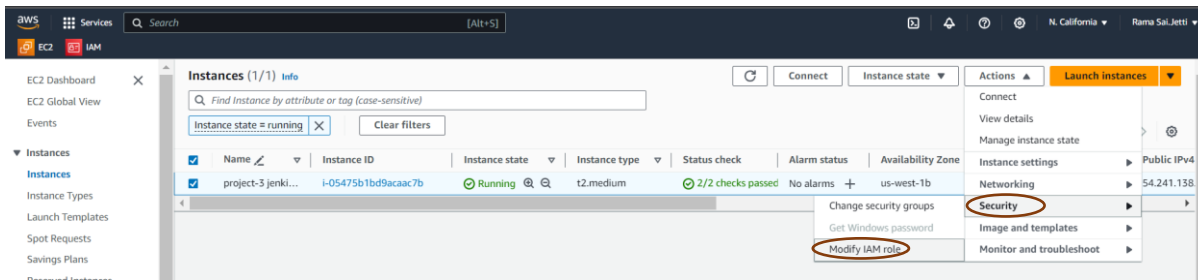 aws Services Search [Alt+S] N. California Rama Sai.Jetti
EC2 IAM
EC2 Dashboard
EC2 Global View
Events
Instances
Instances
Instance Types
Launch Templates
Spot Requests
Savings Plans
Reserved Instances
Instances (1/1) Info Connect Instance state Actions Launch instances
Find Instance by attribute or tag (case-sensitive)
Instance state = running Clear filters
Name Instance ID Instance state Instance type Status check Alarm status Availability Zone Public IPv4
project-3 jenki... i-05475b1bd9acaac7b Running t2.medium 2/2 checks passed No alarms us-west-1b 54.241.138
Connect
View details
Manage instance state
Instance settings
Networking
Security
Image and templates
Monitor and troubleshoot
Change security groups
Get Windows password
Modify IAM role